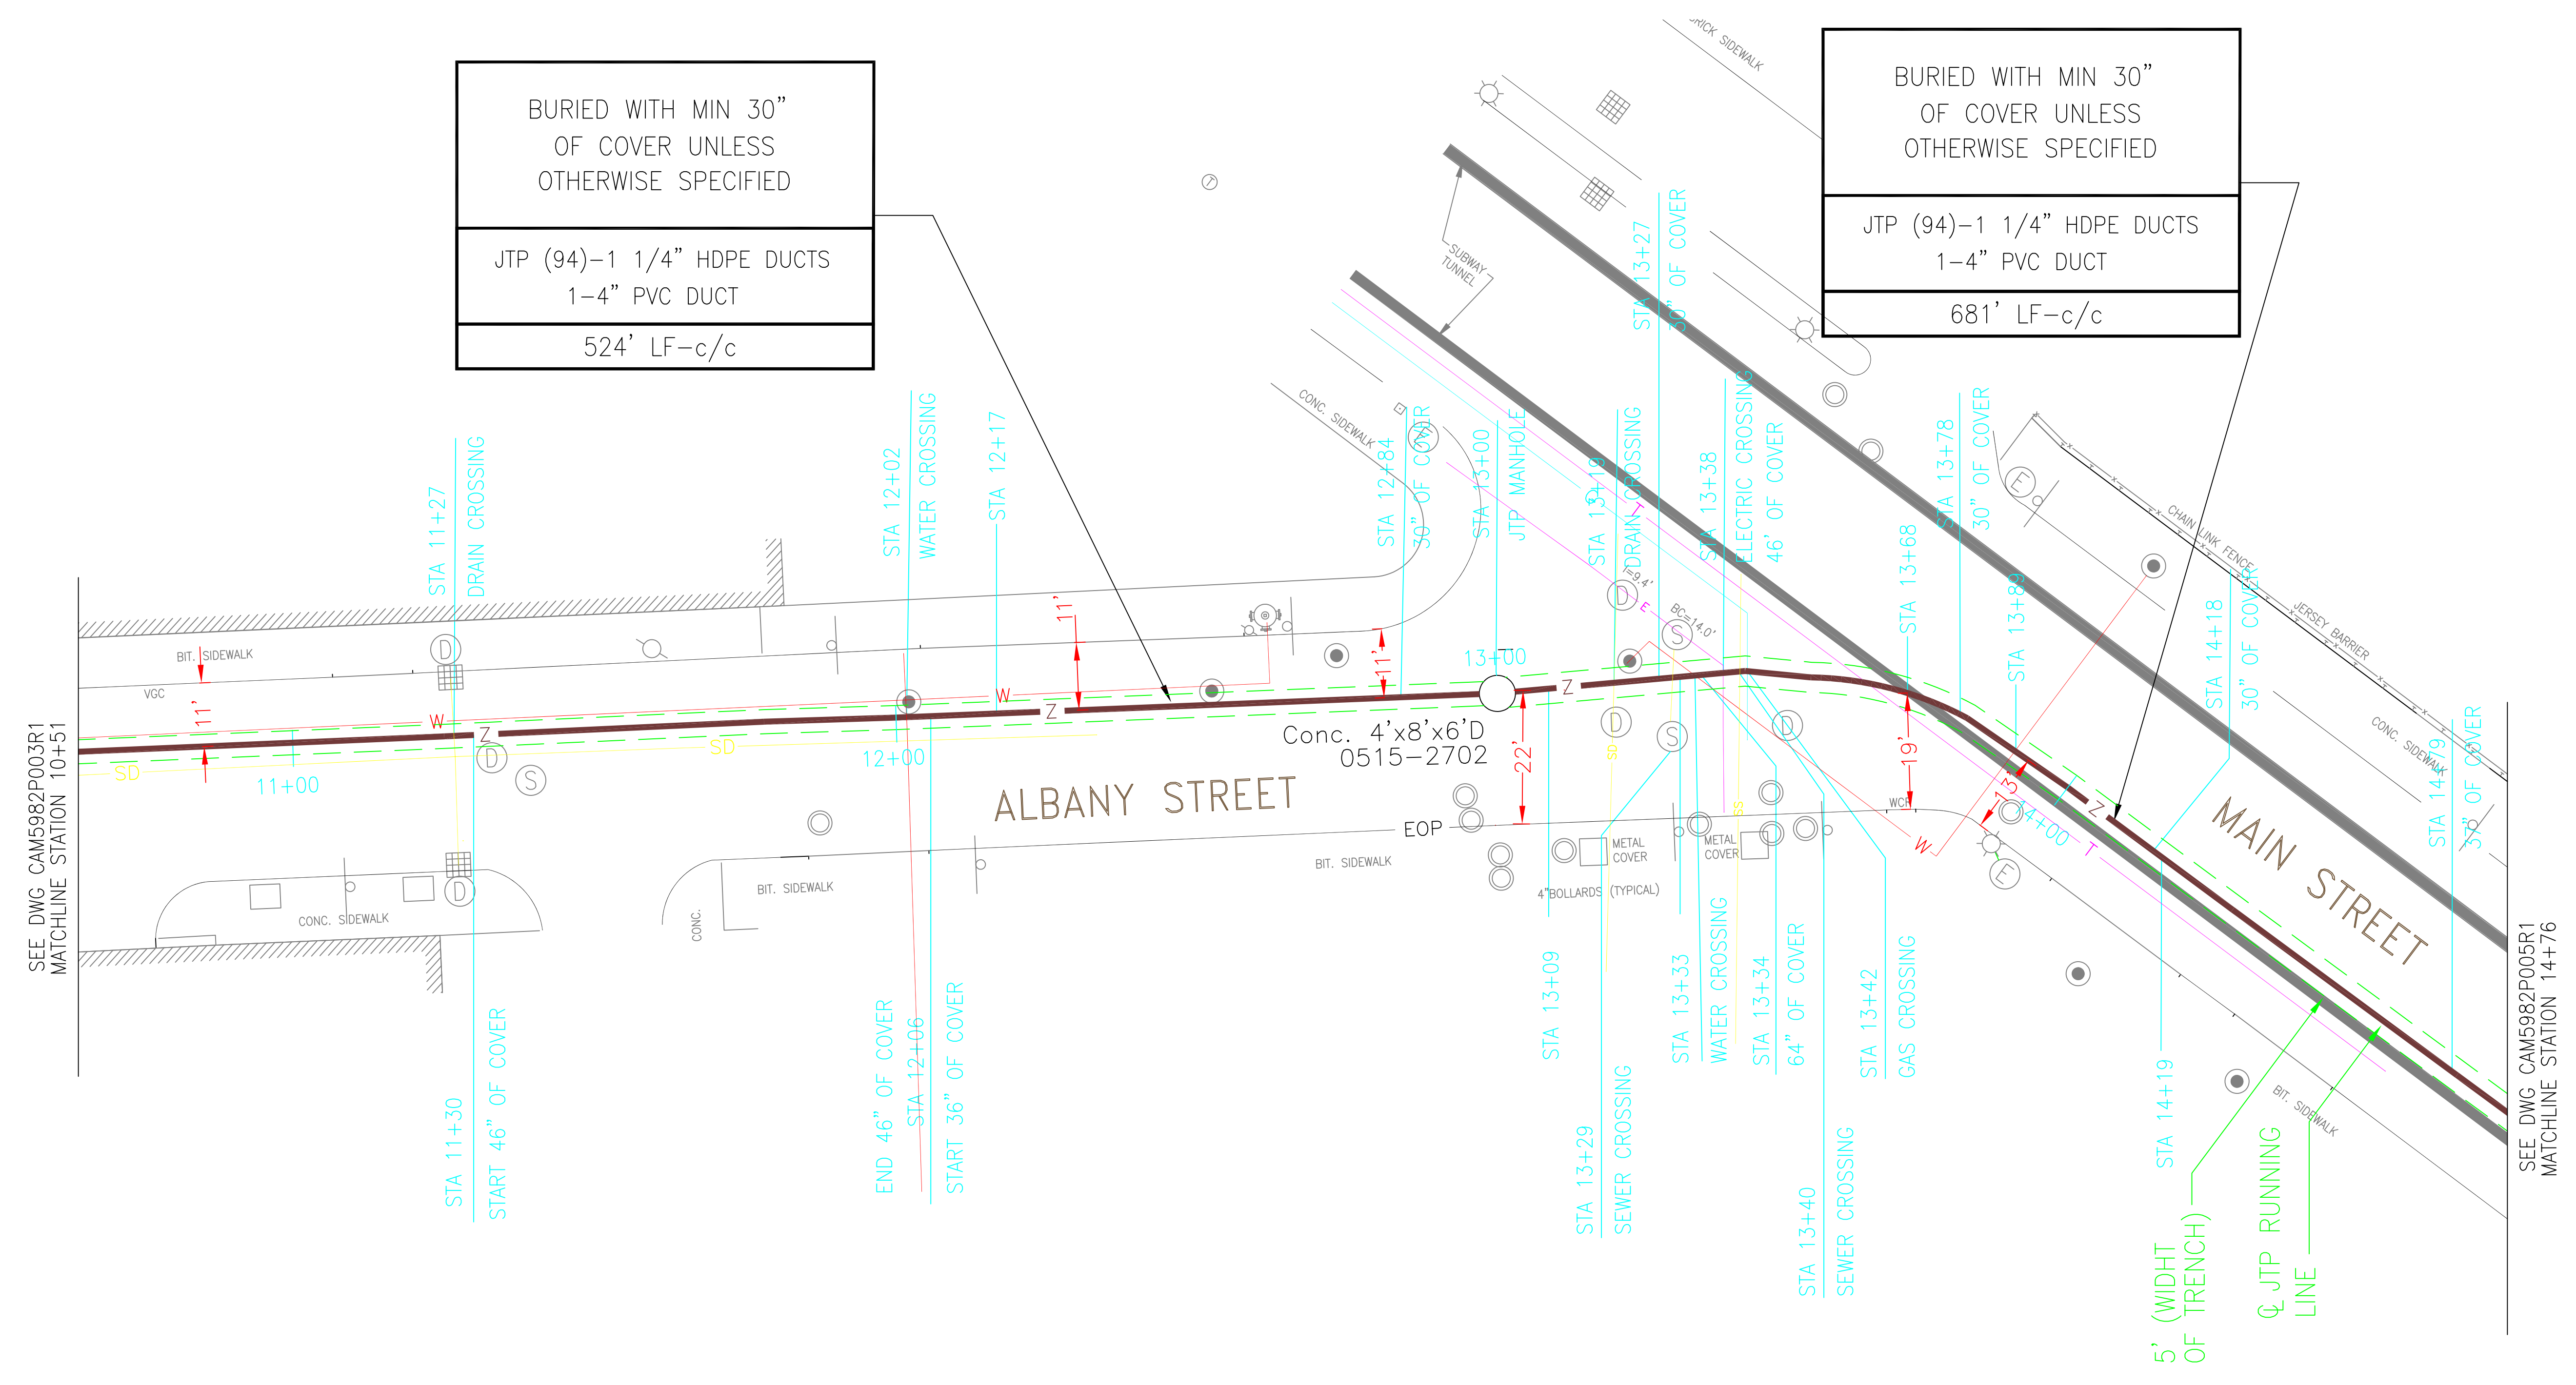 BURIED WITH MIN 30”
OF COVER UNLESS
OTHERWISE SPECIFIED
JTP (94)-1 1/4” HDPE DUCTS
1-4” PVC DUCT
524' LF-c/c
BURIED WITH MIN 30”
OF COVER UNLESS
OTHERWISE SPECIFIED
JTP (94)-1 1/4” HDPE DUCTS
1-4” PVC DUCT
681' LF-c/c
BRICK SIDEWALK
T
SUBWAY
TUNNEL
STA 13+27
30” OF COVER
CONC. SIDEWALK
E
STA 11+27
DRAIN CROSSING
STA 12+02
WATER CROSSING
STA 12+17
STA 12+84
30” OF COVER
STA 13+00
JTP MANHOLE
STA 13+19
DRAIN CROSSING
STA 13+38
ELECTRIC CROSSING
46' OF COVER
STA 13+68
STA 13+78
30” OF COVER
STA 13+89
STA 14+18
30” OF COVER
STA 14+79
37” OF COVER
E
CHAIN LINK FENCE
JERSEY BARRIER
CONC. SIDEWALK
T
I=9.4'
D
E
BC=14.0'
S
BIT. SIDEWALK
D
VGC
11'
11'
11'
W
W
Z
Z
Z
Z
SD
SD
D
S
11+00
12+00
13+00
14+00
Conc. 4'x8'x6'D
0515-2702
22'
19'
13'
D
S
D
SD
SS
W
WCR
T
E
ALBANY STREET
MAIN STREET
EOP
METAL
COVER
METAL
COVER
4”BOLLARDS (TYPICAL)
BIT. SIDEWALK
BIT. SIDEWALK
CONC.
D
CONC. SIDEWALK
BIT. SIDEWALK
STA 11+30
START 46” OF COVER
END 46” OF COVER
STA 12+06
START 36” OF COVER
STA 13+09
STA 13+29
SEWER CROSSING
STA 13+33
WATER CROSSING
STA 13+34
64” OF COVER
STA 13+40
SEWER CROSSING
STA 13+42
GAS CROSSING
STA 14+19
5' (WIDHT
OF TRENCH)
℄ JTP RUNNING
LINE
SEE DWG CAM5982P003R1
MATCHLINE STATION 10+51
SEE DWG CAM5982P005R1
MATCHLINE STATION 14+76